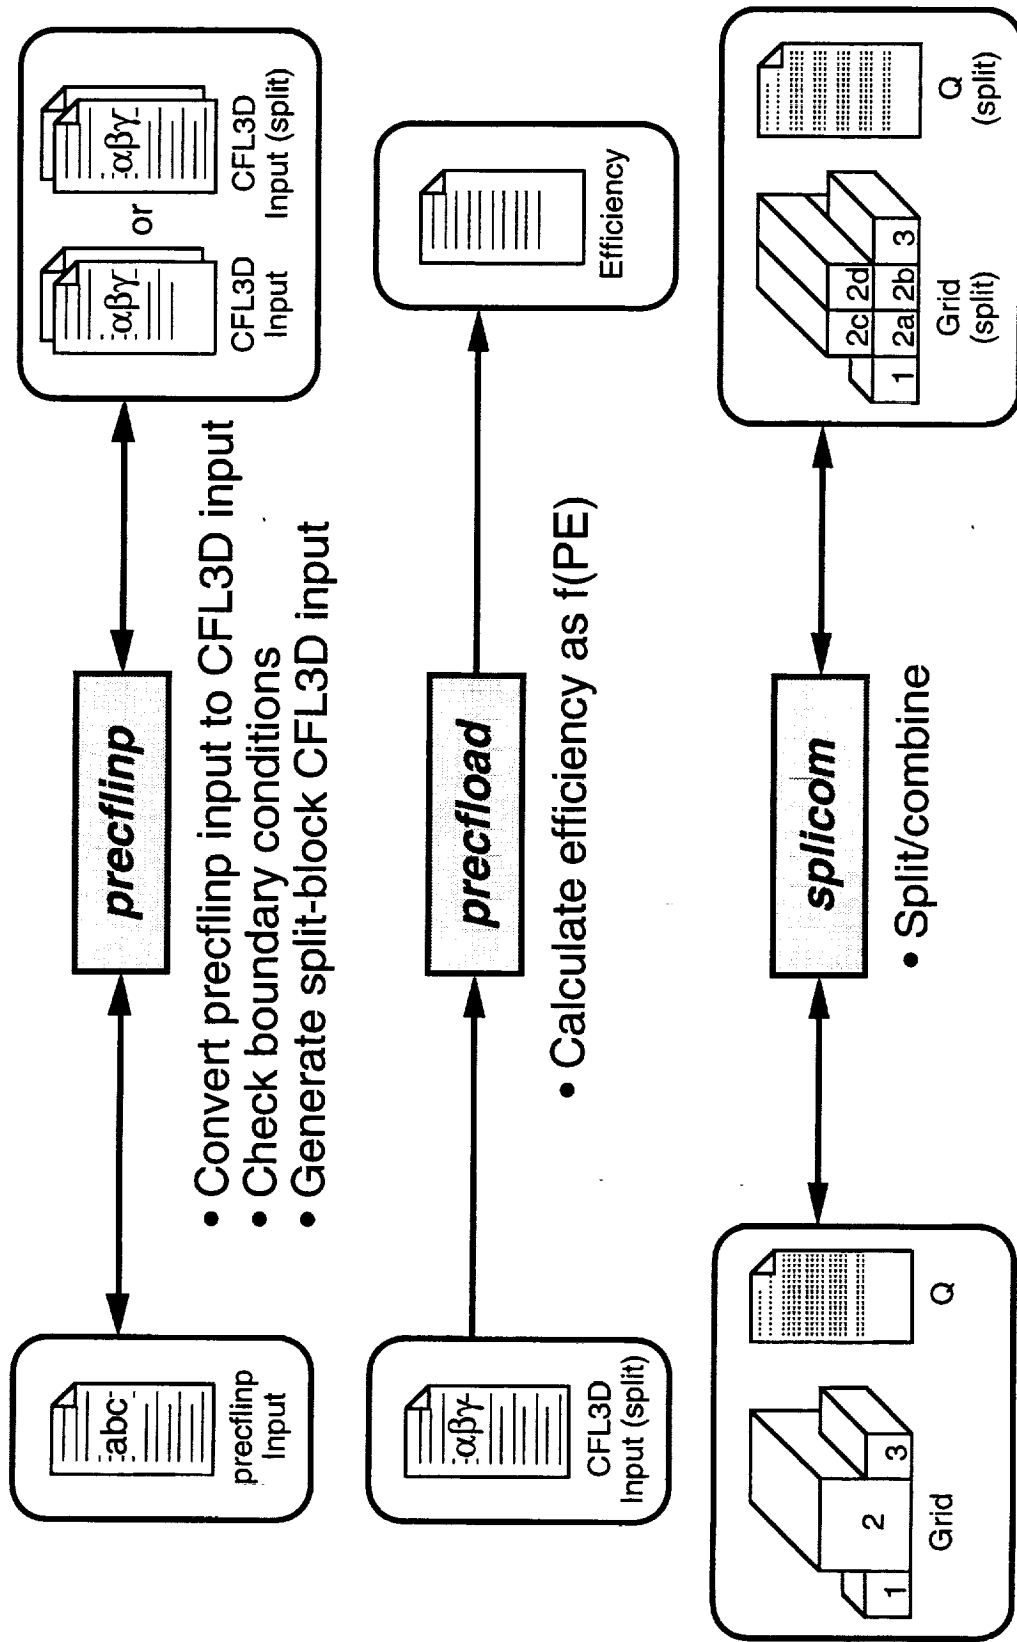 abc
precflinp
Input
precflinp
αβγ
CFL3D
Input
or
αβγ
CFL3D
Input (split)
• Convert precflinp input to CFL3D input
• Check boundary conditions
• Generate split-block CFL3D input
αβγ
CFL3D
Input (split)
precfload
Efficiency
• Calculate efficiency as f(PE)
1
2
3
Grid
Q
splicom
1
2a
2b
2c
2d
3
Grid
(split)
Q
(split)
• Split/combine